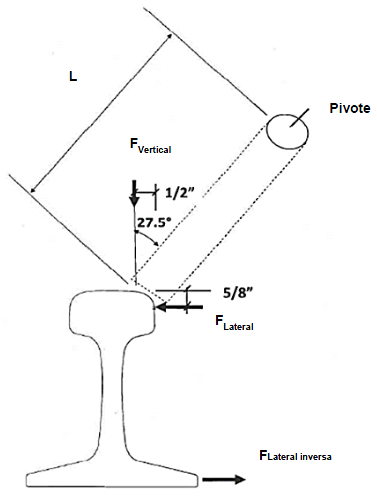 L
Pivote
FVertical
1/2”
27.5°
5/8”
FLateral
FLateral inversa